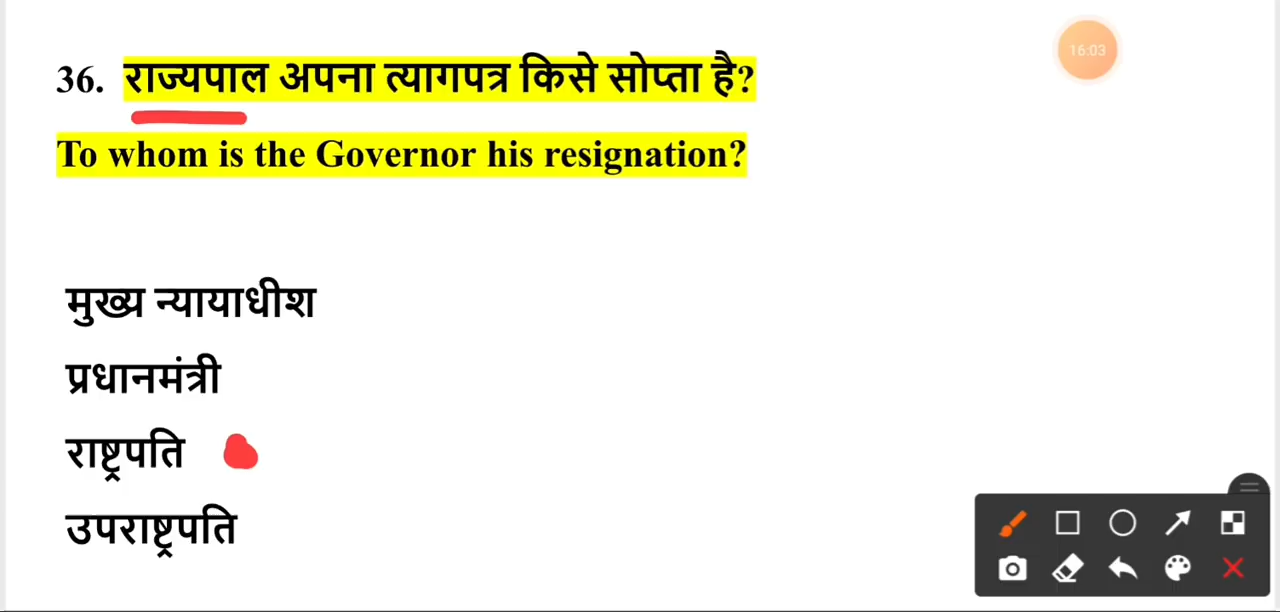 16:03
36. राज्यपाल अपना त्यागपत्र किसे सोप्ता है?
To whom is the Governor his resignation?
मुख्य न्यायाधीश
प्रधानमंत्री
राष्ट्रपति
उपराष्ट्रपति